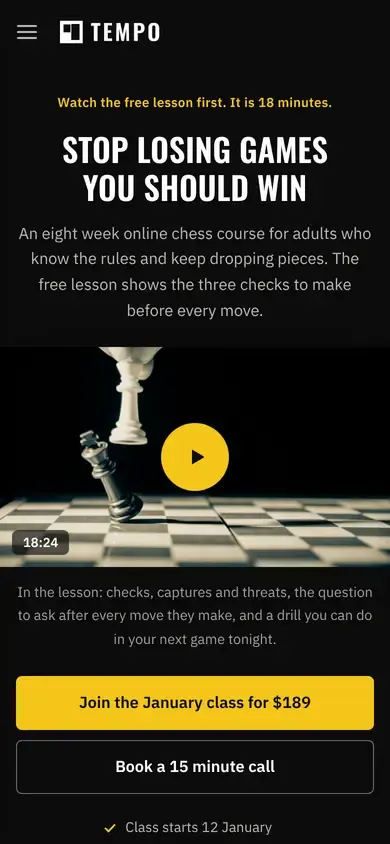 TEMPO
Watch the free lesson first. It is 18 minutes.
STOP LOSING GAMES
YOU SHOULD WIN
An eight week online chess course for adults who
know the rules and keep dropping pieces. The
free lesson shows the three checks to make
before every move.
18:24
In the lesson: checks, captures and threats, the question
to ask after every move they make, and a drill you can do
in your next game tonight.
Join the January class for $189
Book a 15 minute call
Class starts 12 January